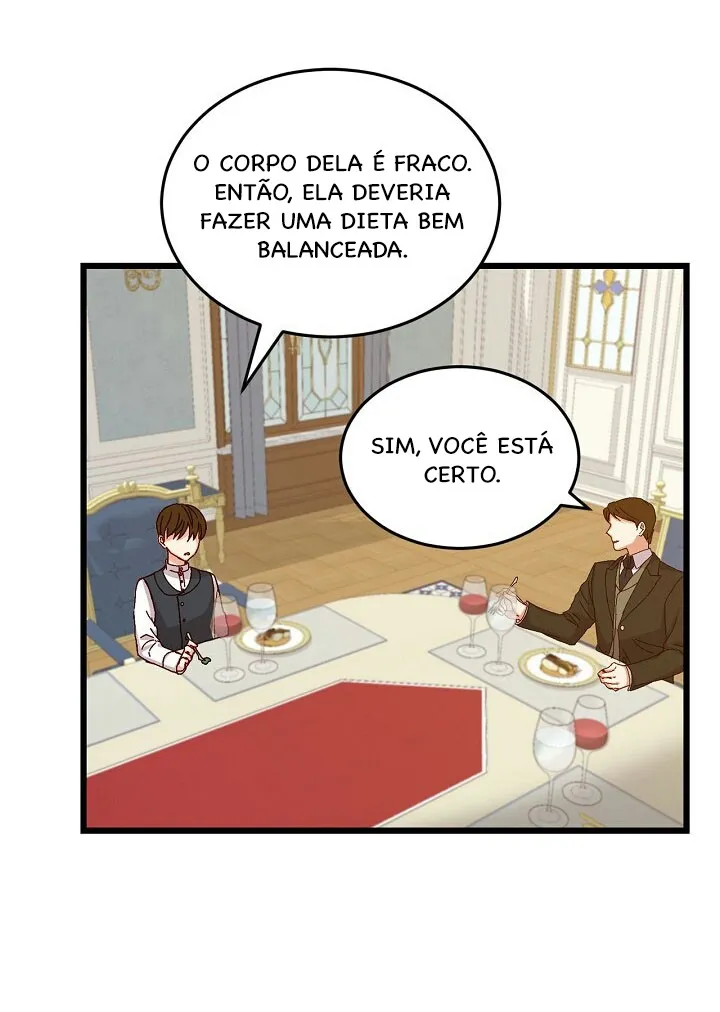 O CORPO DELA É FRACO.
ENTÃO, ELA DEVERIA
FAZER UMA DIETA BEM
BALANCEADA.
SIM, VOCÊ ESTÁ
CERTO.